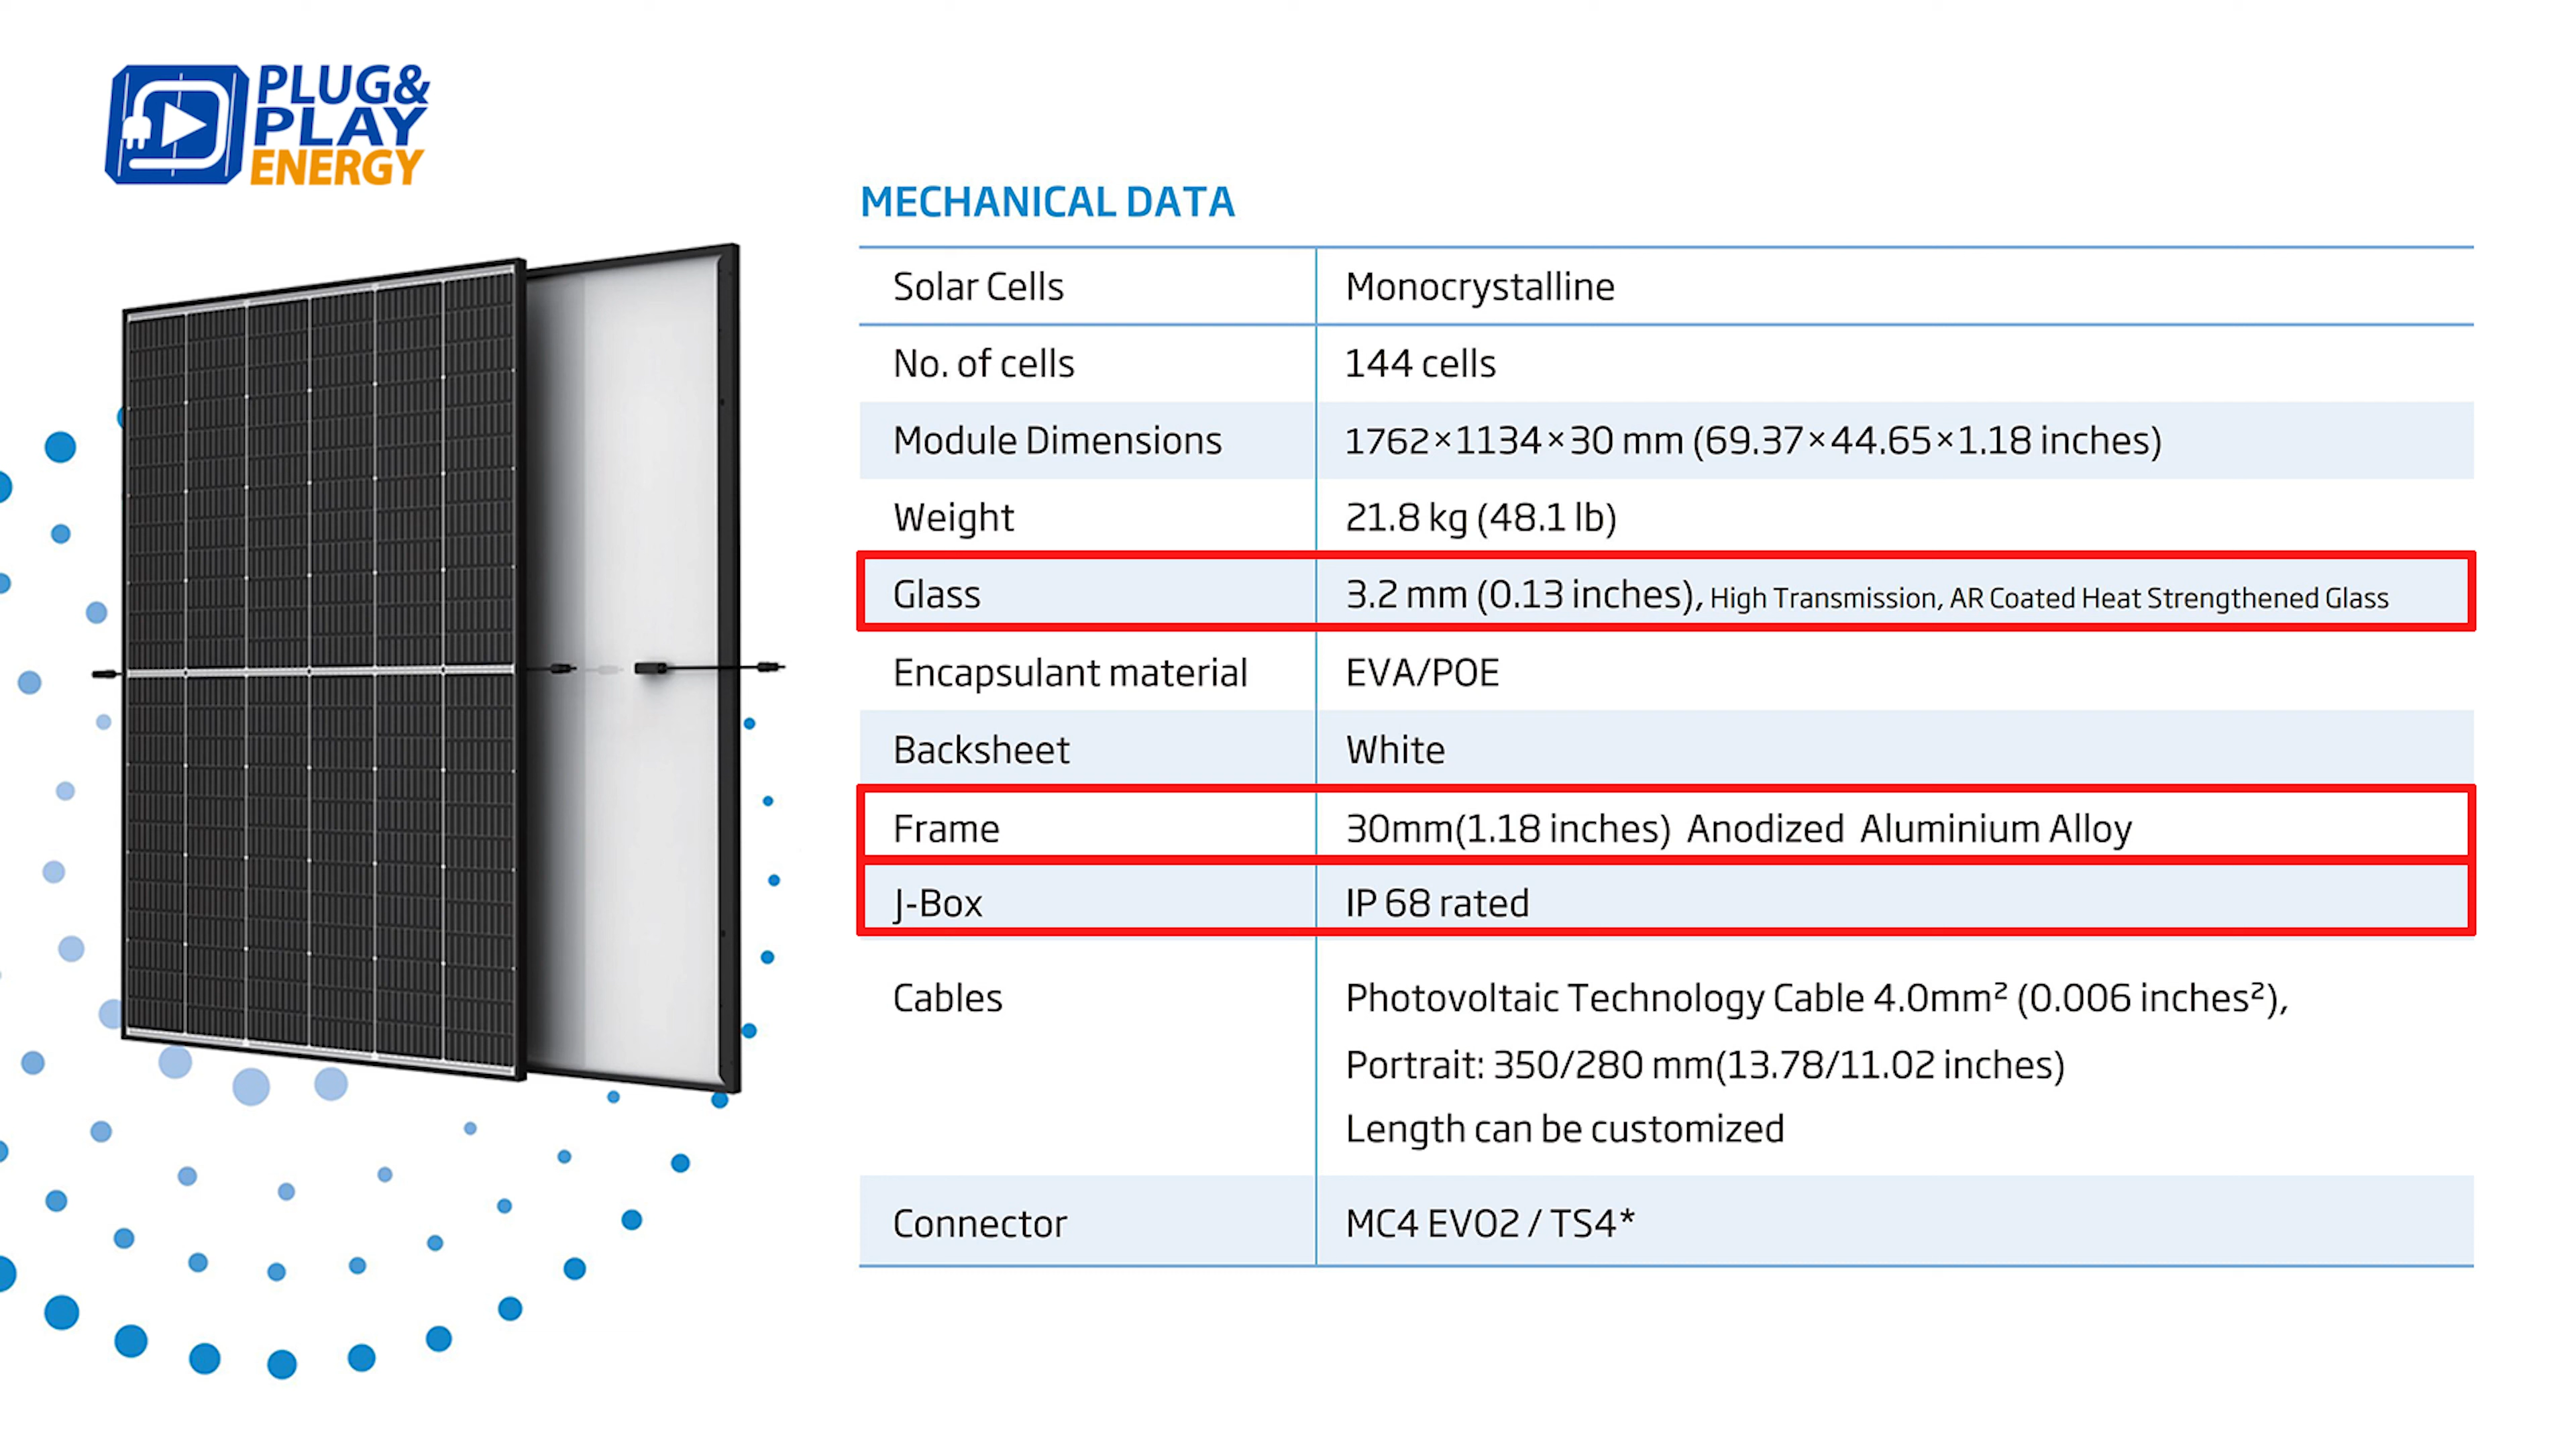 PLUG&
PLAY
ENERGY
MECHANICAL DATA
Solar Cells Monocrystalline
No. of cells 144 cells
Module Dimensions 1762×1134×30 mm (69.37×44.65×1.18 inches)
Weight 21.8 kg (48.1 lb)
Glass 3.2 mm (0.13 inches), High Transmission, AR Coated Heat Strengthened Glass
Encapsulant material EVA/POE
Backsheet White
Frame 30mm(1.18 inches) Anodized Aluminium Alloy
J-Box IP 68 rated
Cables Photovoltaic Technology Cable 4.0mm² (0.006 inches²),
Portrait: 350/280 mm(13.78/11.02 inches)
Length can be customized
Connector MC4 EVO2 / TS4*